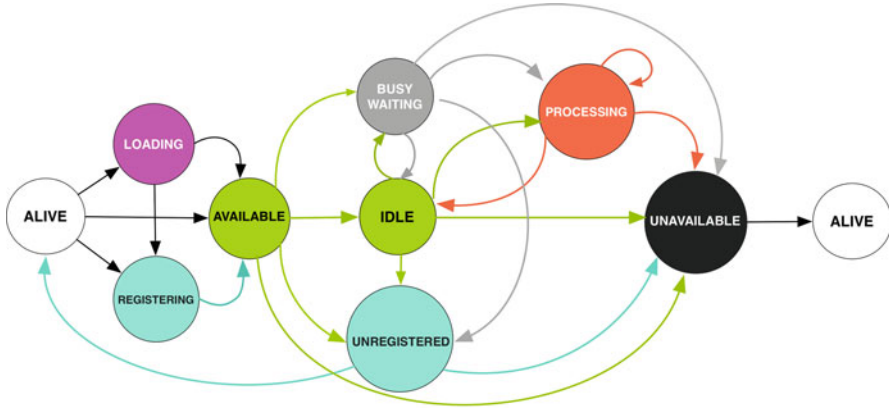 BUSY
WAITING
PROCESSING
LOADING
ALIVE
AVAILABLE
IDLE
UNAVAILABLE
ALIVE
REGISTERING
UNREGISTERED